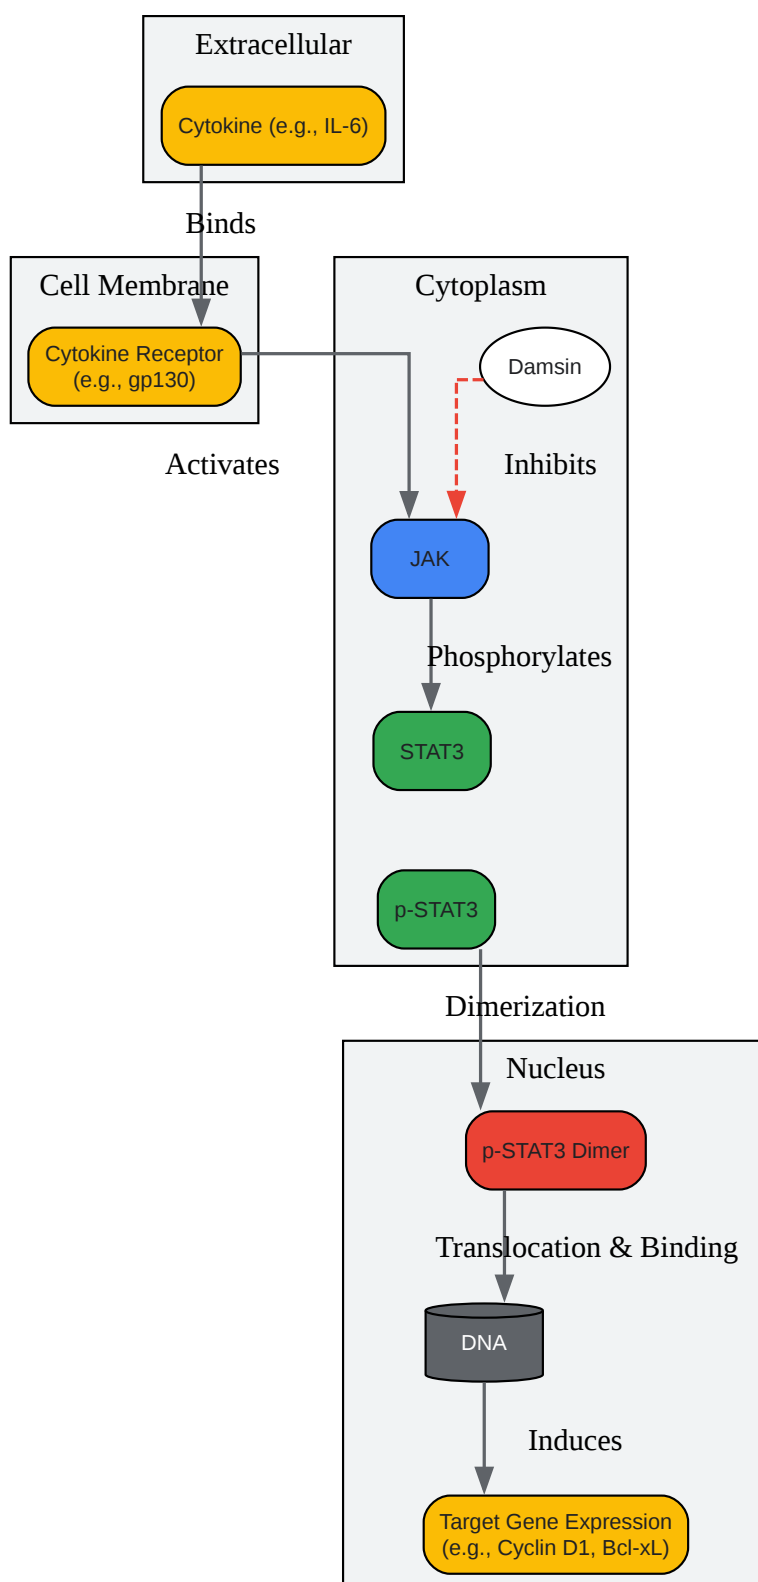 Extracellular
Cytokine (e.g., IL-6)
Binds
Cell Membrane
Cytoplasm
Cytokine Receptor
(e.g., gp130)
Damsin
Activates
Inhibits
JAK
Phosphorylates
STAT3
p-STAT3
Dimerization
Nucleus
p-STAT3 Dimer
Translocation & Binding
DNA
Induces
Target Gene Expression
(e.g., Cyclin D1, Bcl-xL)